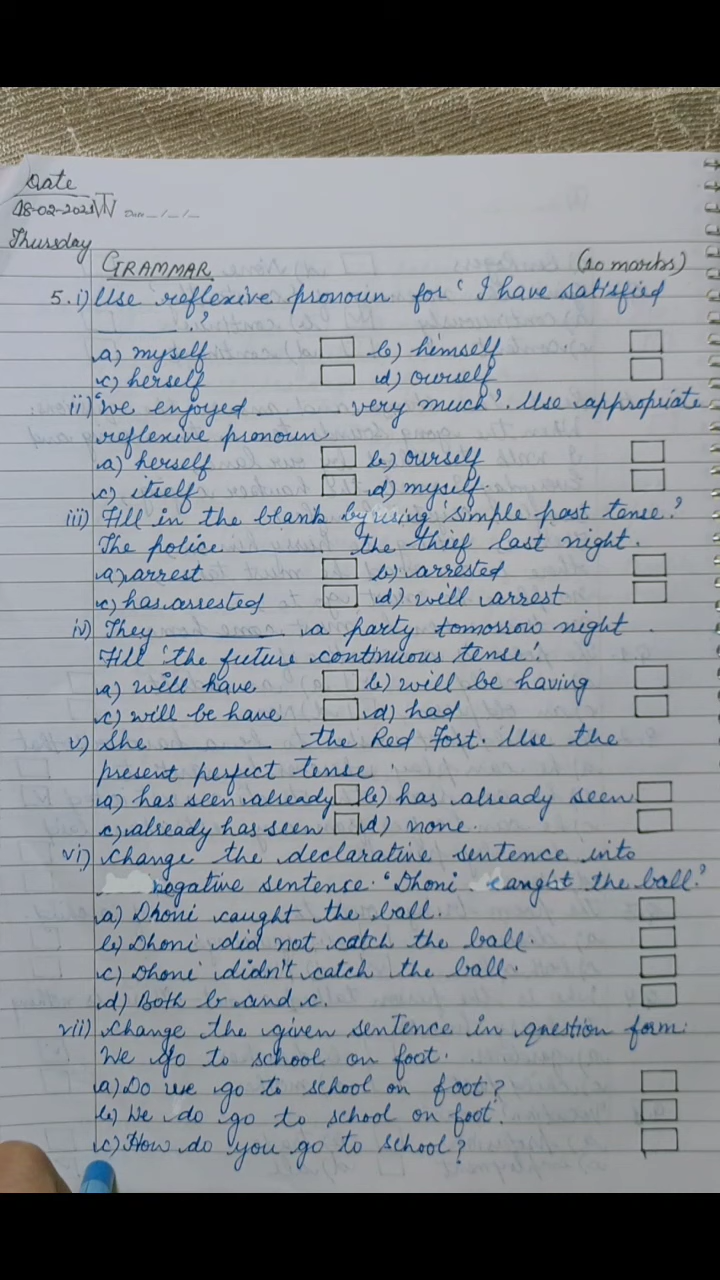 Date
18-02-2021
Date __/__/__
Thursday
GRAMMAR (20 marks)
5. i) Use reflexive pronoun for 'I have satisfied
______.'
a) myself b) himself
c) herself d) ourself
ii) 'We enjoyed ______ very much'. Use appropriate
reflexive pronoun
a) herself b) ourself
c) itself d) myself.
iii) Fill in the blank by using 'simple past tense.'
The police ______ the thief last night.
a) arrest b) arrested
c) has arrested d) will arrest
iv) They ______ a party tomorrow night.
Fill 'the future continuous tense'.
a) will have b) will be having
c) will be have d) had
v) She ______ the Red Fort. Use the
present perfect tense.
a) has seen already b) has already seen
c) already has seen d) none.
vi) Change the declarative sentence into
negative sentence. 'Dhoni caught the ball.'
a) Dhoni caught the ball.
b) Dhoni did not catch the ball.
c) Dhoni didn't catch the ball.
d) Both b and c.
vii) Change the given sentence in question form.
We go to school on foot.
a) Do we go to school on foot?
b) We do go to school on foot.
c) How do you go to school?